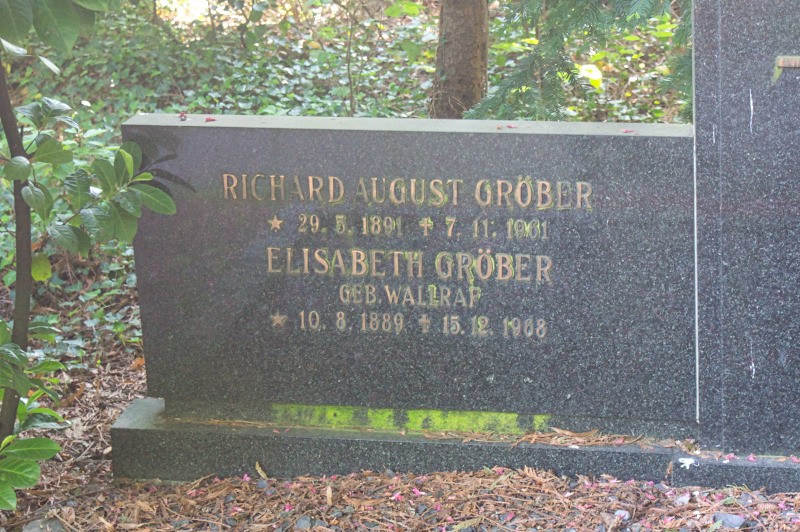 RICHARD AUGUST GRÖBER
★ 29. 5. 1891 ✝ 7. 11. 1961
ELISABETH GRÖBER
GEB. WALLRAF
★ 10. 8. 1889 ✝ 15. 12. 1968